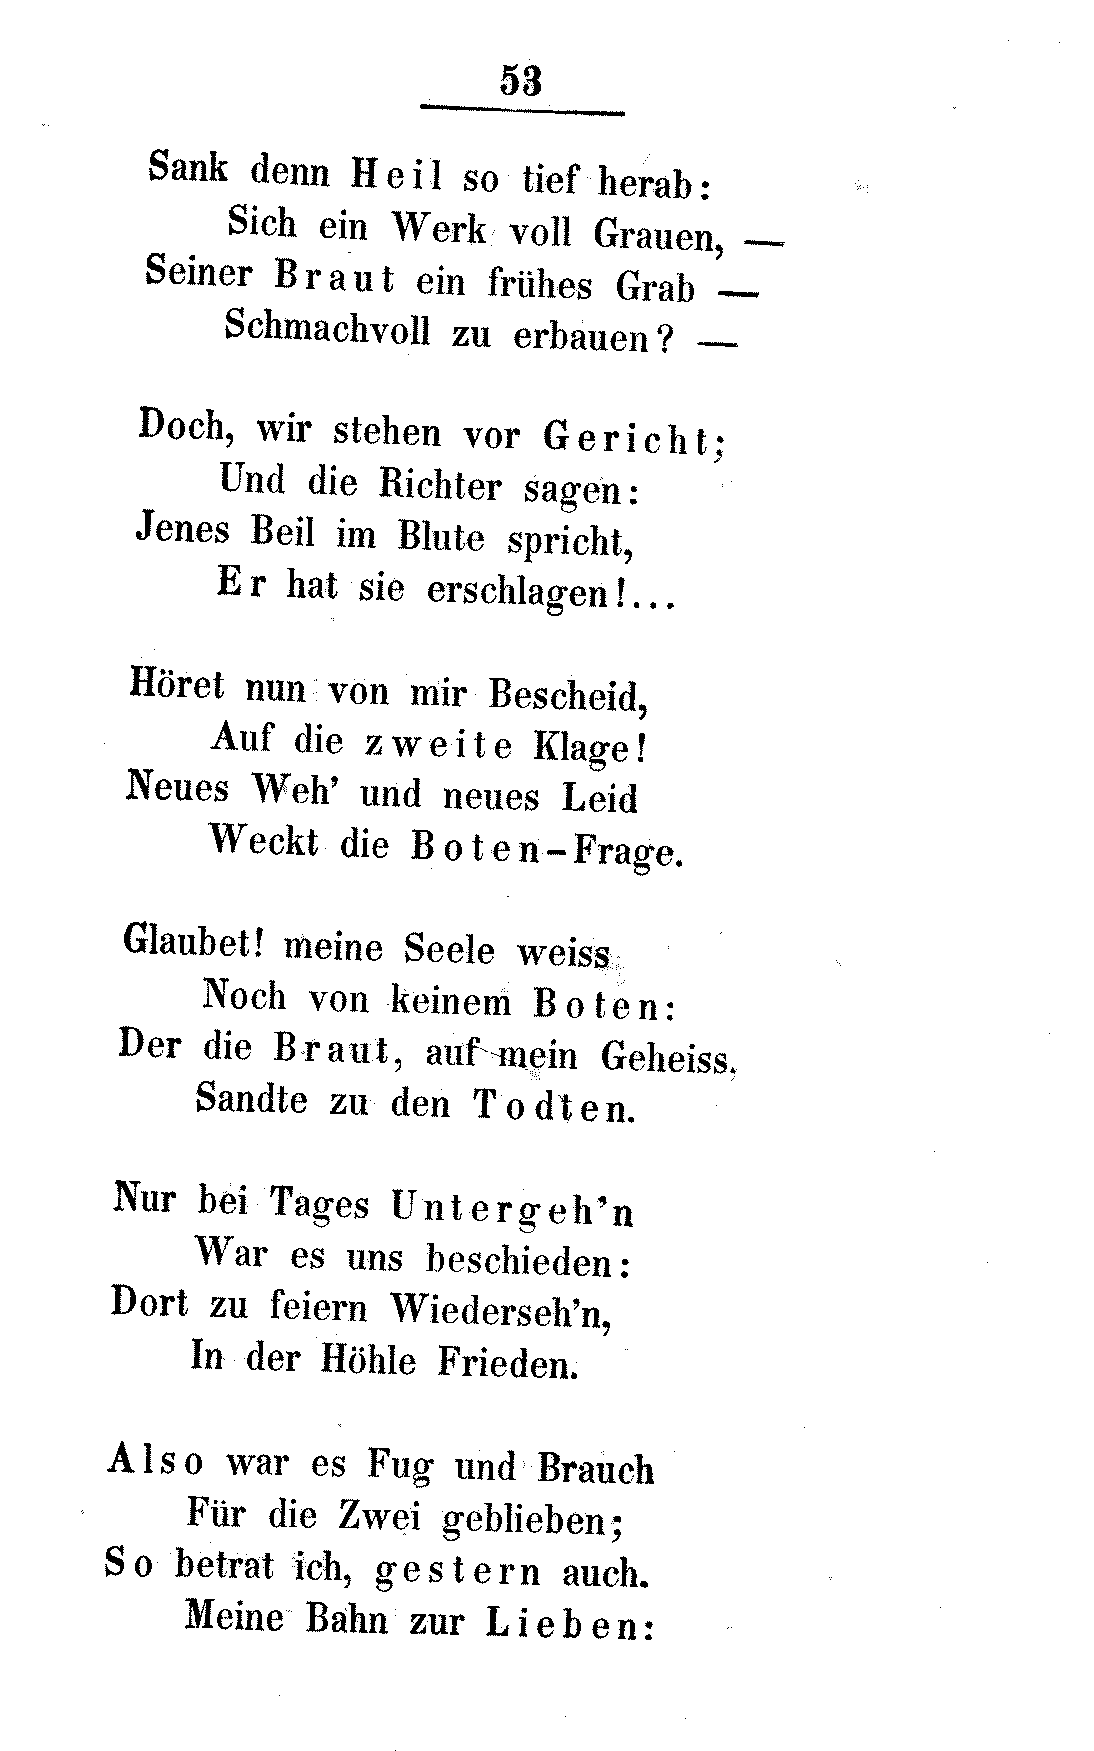 53
Sank denn Heil so tief herab:
Sich ein Werk voll Grauen, —
Seiner Braut ein frühes Grab —
Schmachvoll zu erbauen? —
Doch, wir stehen vor Gericht;
Und die Richter sagen:
Jenes Beil im Blute spricht,
Er hat sie erschlagen!...
Höret nun von mir Bescheid,
Auf die zweite Klage!
Neues Weh' und neues Leid
Weckt die Boten-Frage.
Glaubet! meine Seele weiss
Noch von keinem Boten:
Der die Braut, auf mein Geheiss.
Sandte zu den Todten.
Nur bei Tages Untergeh'n
War es uns beschieden:
Dort zu feiern Wiederseh'n,
In der Höhle Frieden.
Also war es Fug und Brauch
Für die Zwei geblieben;
So betrat ich, gestern auch.
Meine Bahn zur Lieben: